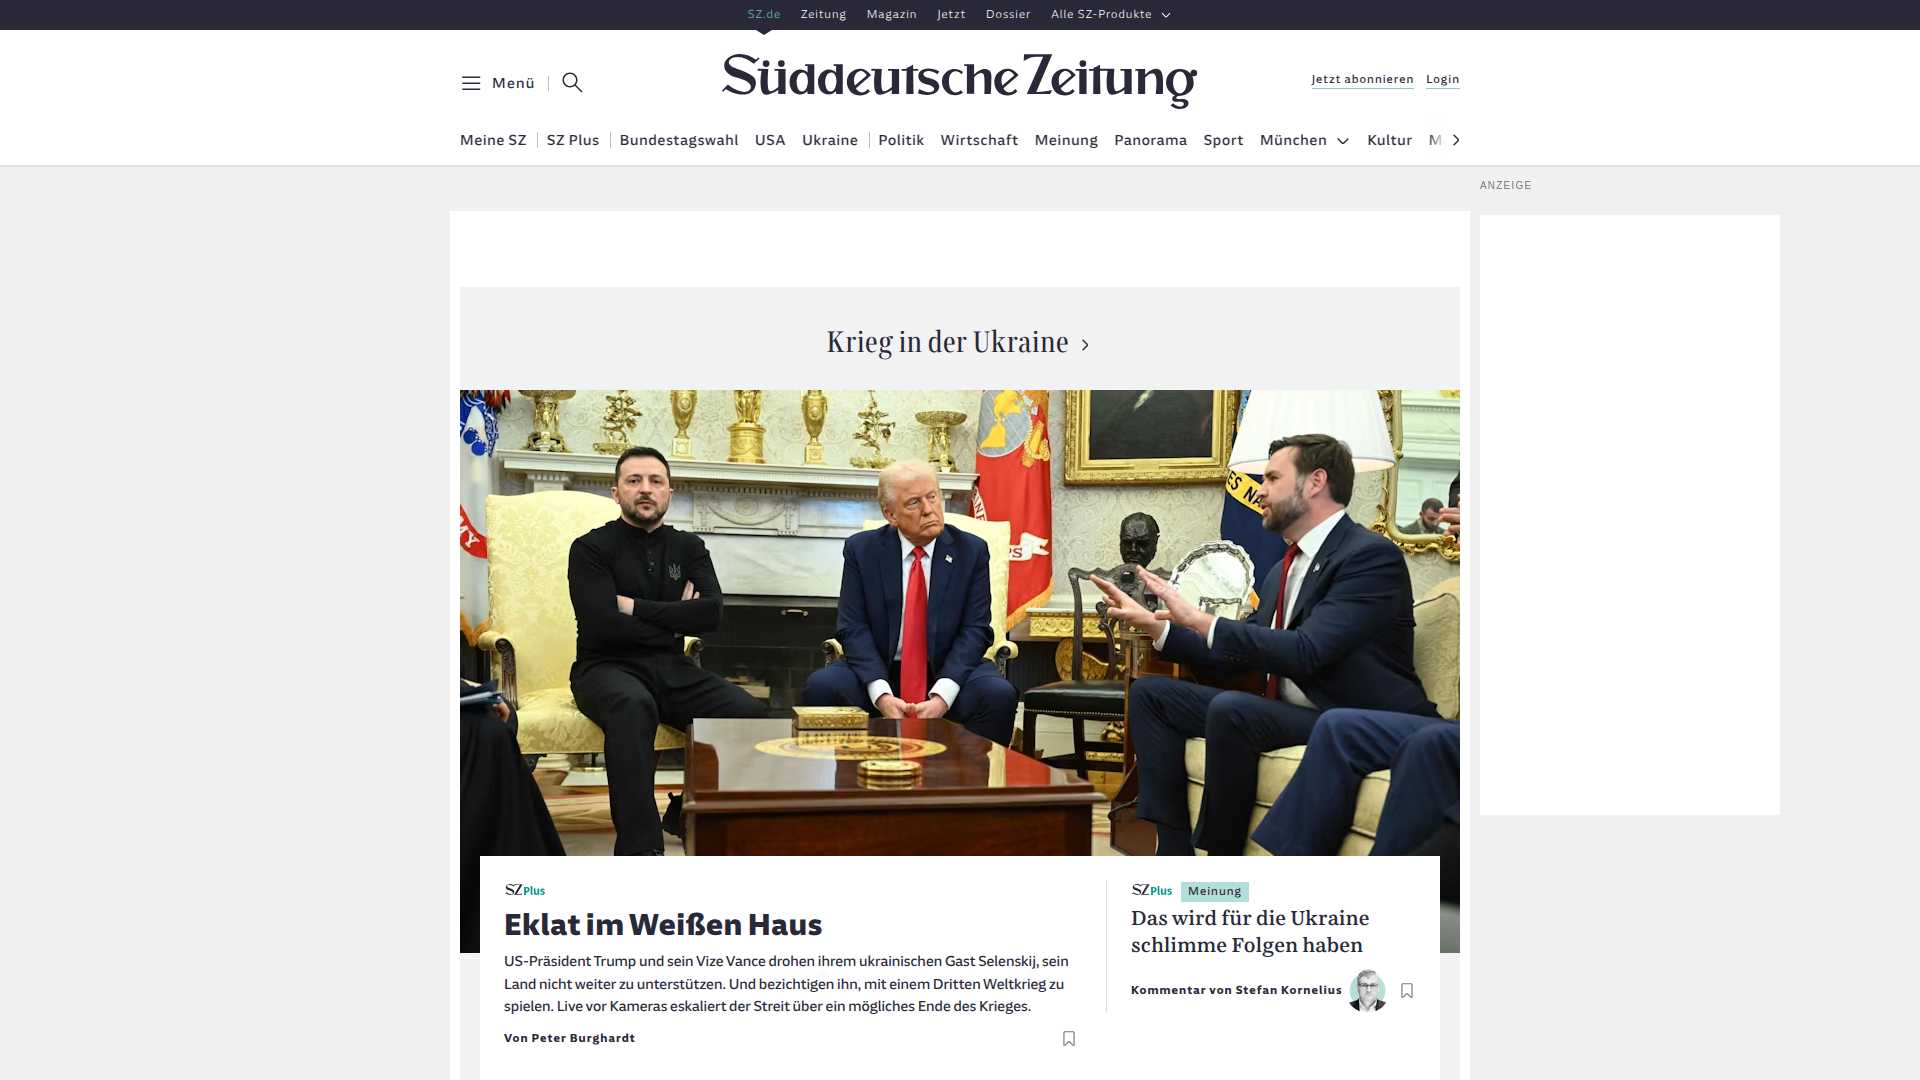 SZ.de Zeitung Magazin Jetzt Dossier Alle SZ-Produkte
Menü
Süddeutsche Zeitung
Jetzt abonnieren Login
Meine SZ SZ Plus Bundestagswahl USA Ukraine Politik Wirtschaft Meinung Panorama Sport München Kultur M
ANZEIGE
Krieg in der Ukraine
SZ Plus
Eklat im Weißen Haus
US-Präsident Trump und sein Vize Vance drohen ihrem ukrainischen Gast Selenskij, sein
Land nicht weiter zu unterstützen. Und bezichtigen ihn, mit einem Dritten Weltkrieg zu
spielen. Live vor Kameras eskaliert der Streit über ein mögliches Ende des Krieges.
Von Peter Burghardt
SZ Plus Meinung
Das wird für die Ukraine
schlimme Folgen haben
Kommentar von Stefan Kornelius